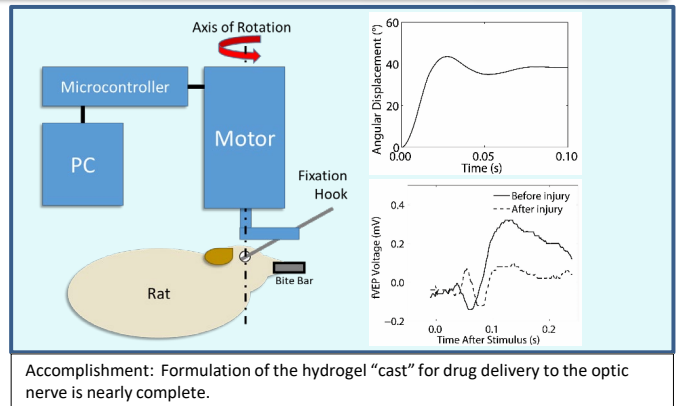 Axis of Rotation
Microcontroller
Motor
PC
Fixation
Hook
Rat
Bite Bar
Angular Displacement (°)
60
40
20
0
0.00
0.05
0.10
Time (s)
fVEP Voltage (mV)
Before injury
After injury
0.4
0.2
0.0
−0.2
0.0
0.1
0.2
Time After Stimulus (s)
Accomplishment: Formulation of the hydrogel “cast” for drug delivery to the optic
nerve is nearly complete.